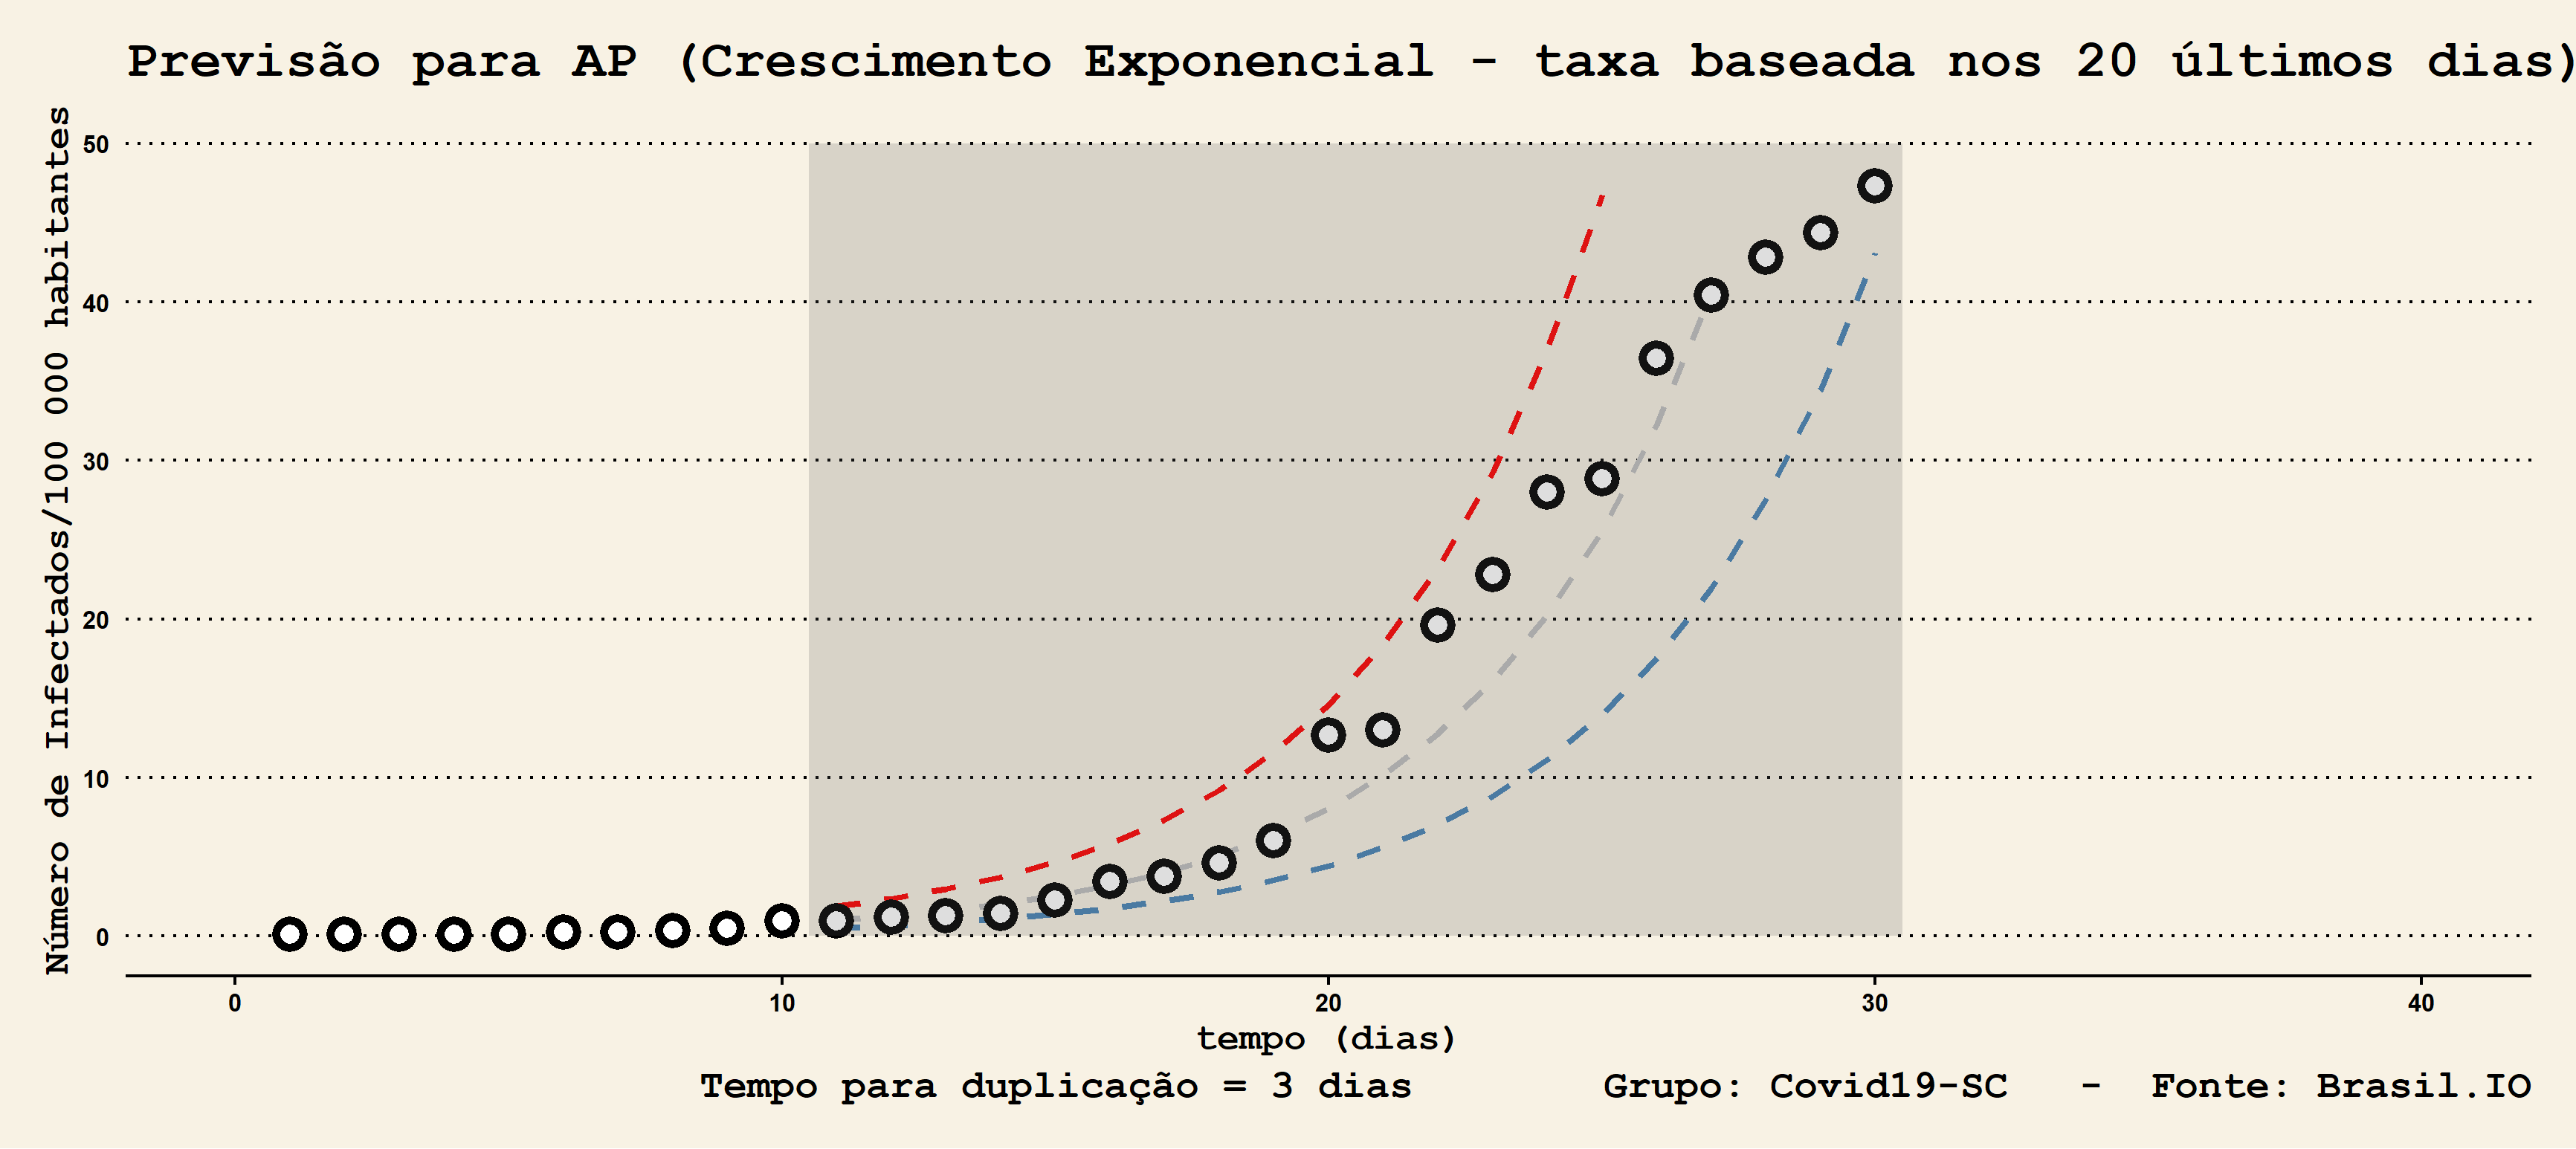 Previsão para AP (Crescimento Exponencial - taxa baseada nos 20 últimos dias)
Número de Infectados/100 000 habitantes
50
40
30
20
10
0
0 10 20 30 40
tempo (dias)
Tempo para duplicação = 3 dias Grupo: Covid19-SC - Fonte: Brasil.IO